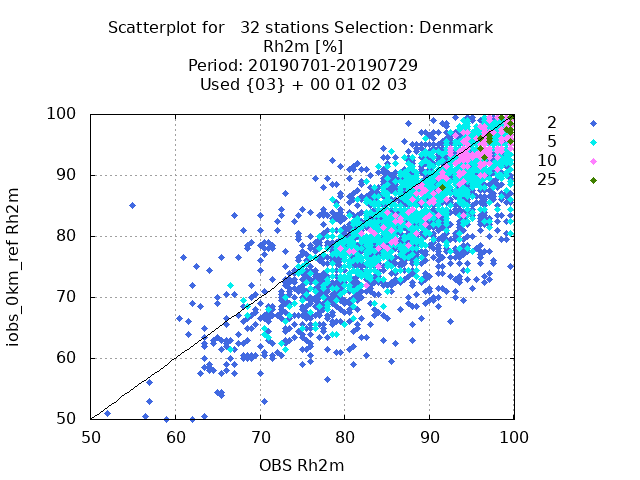 Scatterplot for   32 stations Selection: Denmark
Rh2m [%]
Period: 20190701-20190729
Used {03} + 00 01 02 03
100
90
80
70
60
50
50 60 70 80 90 100
iobs_0km_ref Rh2m
OBS Rh2m
2
5
10
25